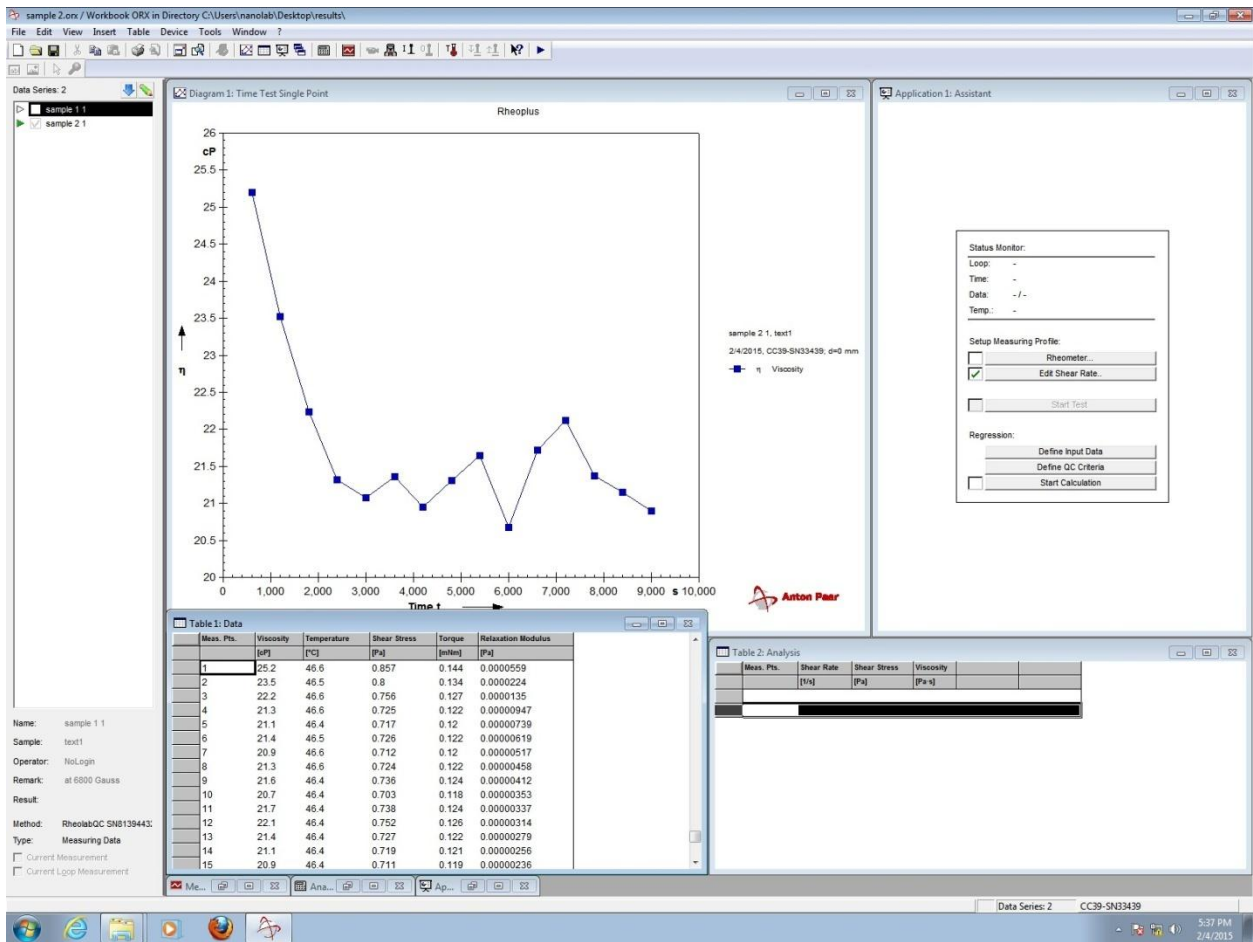 sample 2.orx / Workbook ORX in Directory C:\Users\nanolab\Desktop\results\
File Edit View Insert Table Device Tools Window ?
Data Series: 2
sample 1 1
sample 2 1
Diagram 1: Time Test Single Point
Rheoplus
26
cP
25.5
25
24.5
24
23.5
23
η
22.5
22
21.5
21
20.5
20
0 1,000 2,000 3,000 4,000 5,000 6,000 7,000 8,000 9,000 s 10,000
Time t
sample 2 1, text1
2/4/2015, CC39-SN33439; d=0 mm
η Viscosity
Anton Paar
Application 1: Assistant
Status Monitor:
Loop: -
Time: -
Data: - / -
Temp.: -
Setup Measuring Profile:
Rheometer...
Edit Shear Rate..
Start Test
Regression:
Define Input Data
Define QC Criteria
Start Calculation
Table 1: Data
Meas. Pts. Viscosity Temperature Shear Stress Torque Relaxation Modulus
[cP] [°C] [Pa] [mNm] [Pa]
1 25.2 46.6 0.857 0.144 0.0000559
2 23.5 46.5 0.8 0.134 0.0000224
3 22.2 46.6 0.756 0.127 0.0000135
4 21.3 46.6 0.725 0.122 0.00000947
5 21.1 46.4 0.717 0.12 0.00000739
6 21.4 46.5 0.726 0.122 0.00000619
7 20.9 46.6 0.712 0.12 0.00000517
8 21.3 46.6 0.724 0.122 0.00000458
9 21.6 46.4 0.736 0.124 0.00000412
10 20.7 46.4 0.703 0.118 0.00000353
11 21.7 46.4 0.738 0.124 0.00000337
12 22.1 46.4 0.752 0.126 0.00000314
13 21.4 46.4 0.727 0.122 0.00000279
14 21.1 46.4 0.719 0.121 0.00000256
15 20.9 46.4 0.711 0.119 0.00000236
Table 2: Analysis
Meas. Pts. Shear Rate Shear Stress Viscosity
[1/s] [Pa] [Pa·s]
Name: sample 1 1
Sample: text1
Operator: NoLogin
Remark: at 6800 Gauss
Result:
Method: RheolabQC SN8139443
Type: Measuring Data
Current Measurement
Current Loop Measurement
Me... Ana... Ap...
Data Series: 2 CC39-SN33439
5:37 PM
2/4/2015